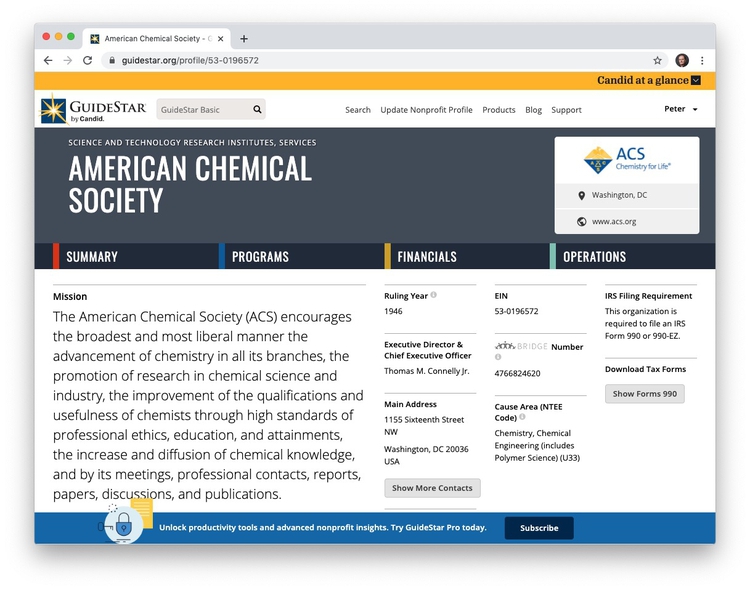 American Chemical Society - C
guidestar.org/profile/53-0196572
Candid at a glance
GUIDESTAR
by Candid.
GuideStar Basic
Search Update Nonprofit Profile Products Blog Support
Peter
SCIENCE AND TECHNOLOGY RESEARCH INSTITUTES, SERVICES
AMERICAN CHEMICAL
SOCIETY
ACS
Chemistry for Life®
Washington, DC
www.acs.org
SUMMARY PROGRAMS FINANCIALS OPERATIONS
Mission
The American Chemical Society (ACS) encourages
the broadest and most liberal manner the
advancement of chemistry in all its branches, the
promotion of research in chemical science and
industry, the improvement of the qualifications and
usefulness of chemists through high standards of
professional ethics, education, and attainments,
the increase and diffusion of chemical knowledge,
and by its meetings, professional contacts, reports,
papers, discussions, and publications.
Ruling Year
1946
Executive Director &
Chief Executive Officer
Thomas M. Connelly Jr.
Main Address
1155 Sixteenth Street
NW
Washington, DC 20036
USA
Show More Contacts
EIN
53-0196572
BRIDGE Number
4766824620
Cause Area (NTEE
Code)
Chemistry, Chemical
Engineering (includes
Polymer Science) (U33)
IRS Filing Requirement
This organization is
required to file an IRS
Form 990 or 990-EZ.
Download Tax Forms
Show Forms 990
Unlock productivity tools and advanced nonprofit insights. Try GuideStar Pro today.
Subscribe